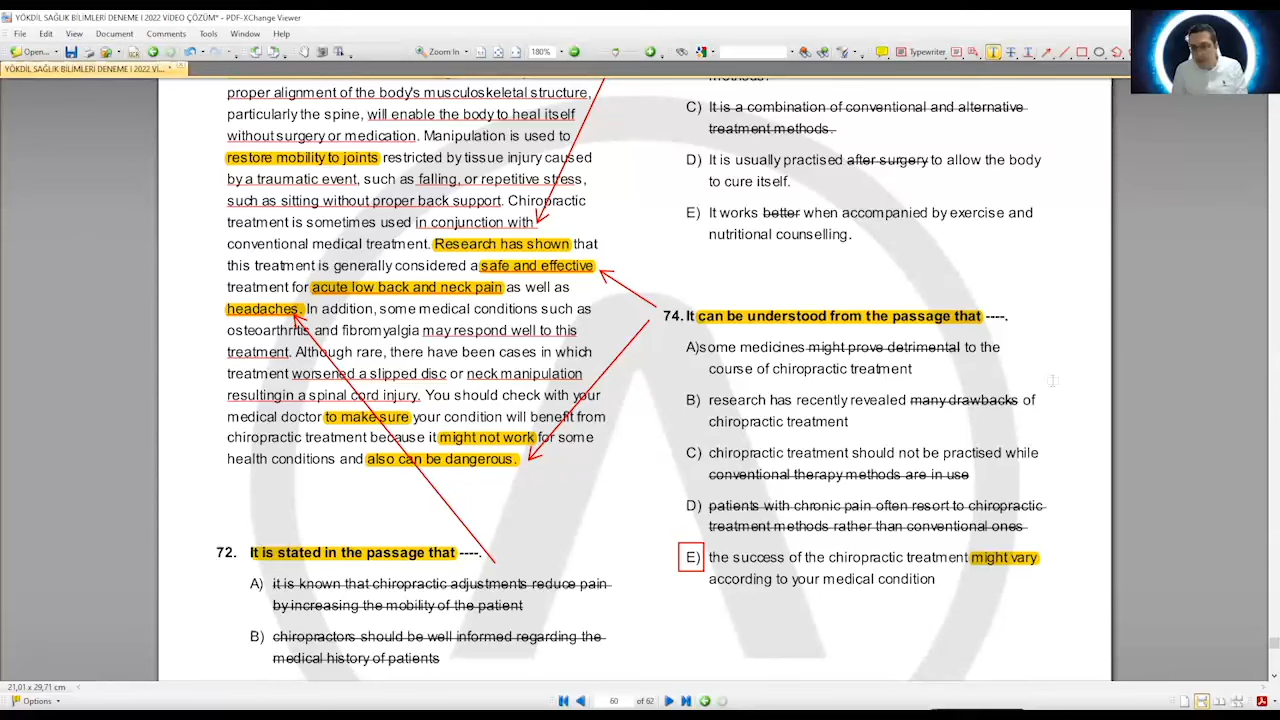 YÖKDİL SAĞLIK BİLİMLERİ DENEME I 2022 VİDEO ÇÖZÜM* - PDF-XChange Viewer
File Edit View Document Comments Tools Window Help
Open... Zoom In 180% Typewriter
YÖKDİL SAĞLIK BİLİMLERİ DENEME I 2022 Vİ... *
proper alignment of the body's musculoskeletal structure,
particularly the spine, will enable the body to heal itself
without surgery or medication. Manipulation is used to
restore mobility to joints restricted by tissue injury caused
by a traumatic event, such as falling, or repetitive stress,
such as sitting without proper back support. Chiropractic
treatment is sometimes used in conjunction with
conventional medical treatment. Research has shown that
this treatment is generally considered a safe and effective
treatment for acute low back and neck pain as well as
headaches. In addition, some medical conditions such as
osteoarthritis and fibromyalgia may respond well to this
treatment. Although rare, there have been cases in which
treatment worsened a slipped disc or neck manipulation
resultingin a spinal cord injury. You should check with your
medical doctor to make sure your condition will benefit from
chiropractic treatment because it might not work for some
health conditions and also can be dangerous.
72. It is stated in the passage that ----.
A) it is known that chiropractic adjustments reduce pain
by increasing the mobility of the patient
B) chiropractors should be well informed regarding the
medical history of patients
methods.
C) It is a combination of conventional and alternative
treatment methods.
D) It is usually practised after surgery to allow the body
to cure itself.
E) It works better when accompanied by exercise and
nutritional counselling.
74. It can be understood from the passage that ----.
A)some medicines might prove detrimental to the
course of chiropractic treatment
B) research has recently revealed many drawbacks of
chiropractic treatment
C) chiropractic treatment should not be practised while
conventional therapy methods are in use
D) patients with chronic pain often resort to chiropractic
treatment methods rather than conventional ones
E) the success of the chiropractic treatment might vary
according to your medical condition
21,01 x 29,71 cm
Options 60 of 62